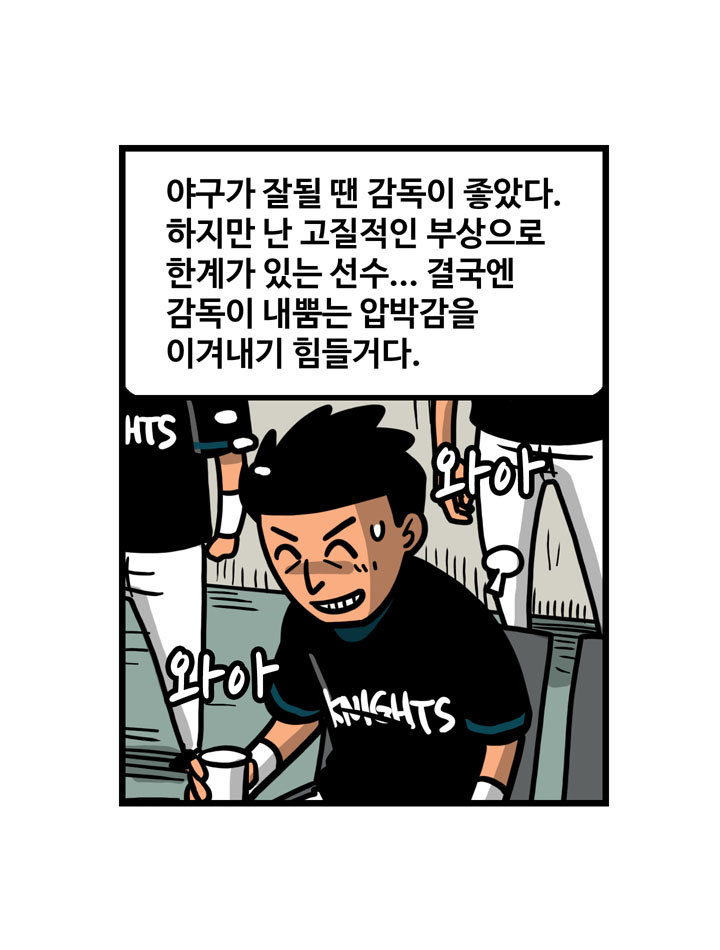 야구가 잘될 땐 감독이 좋았다.
하지만 난 고질적인 부상으로
한계가 있는 선수... 결국엔
감독이 내뿜는 압박감을
이겨내기 힘들거다.
HTS
와아
와아
KNIGHTS